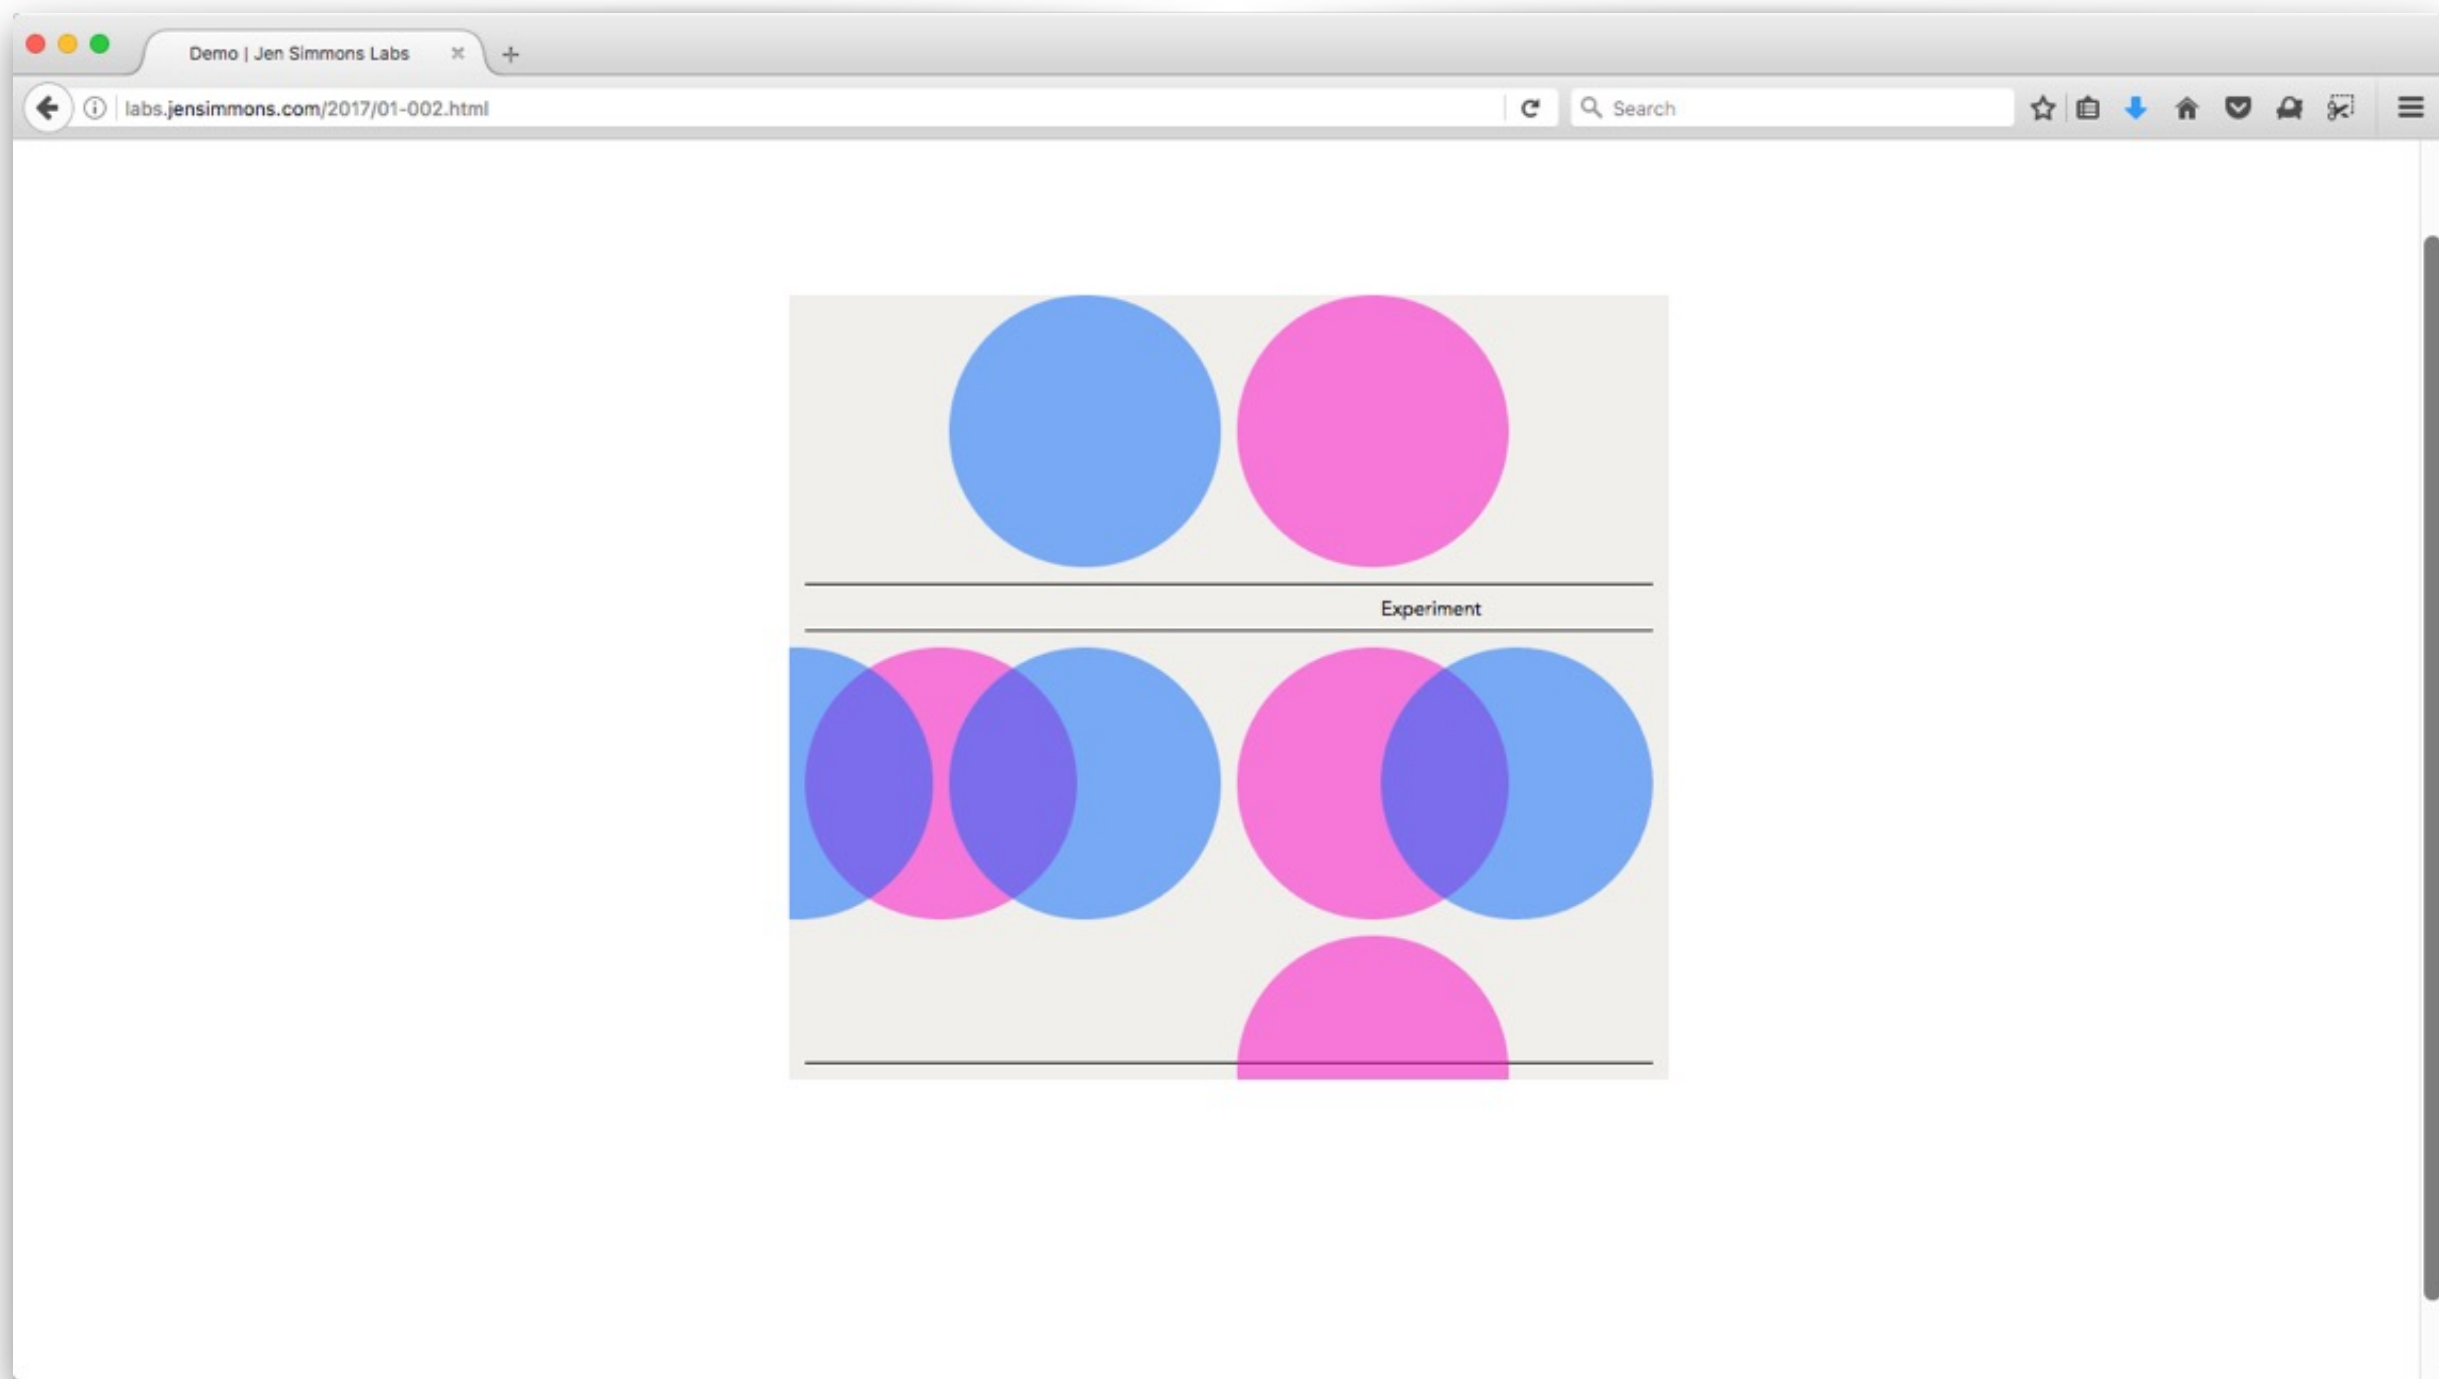 Demo | Jen Simmons Labs
labs.jensimmons.com/2017/01-002.html
Search
Experiment